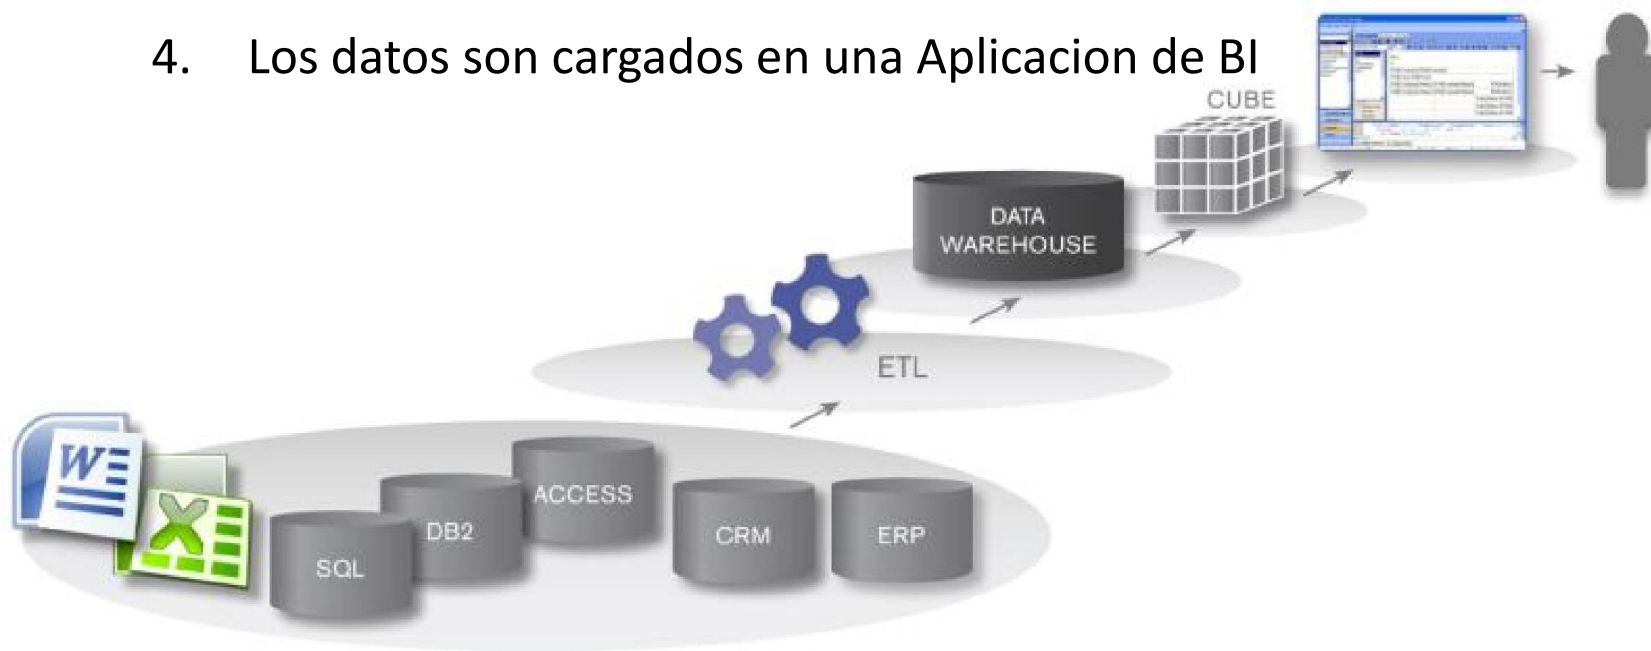 4. Los datos son cargados en una Aplicacion de BI
CUBE
DATA
WAREHOUSE
ETL
W
X
ACCESS
DB2
SQL
CRM
ERP